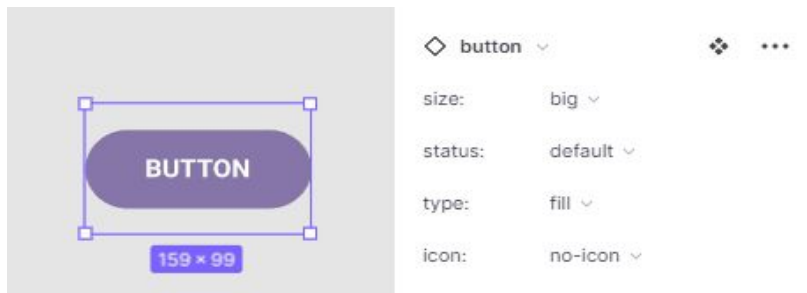 BUTTON
159 × 99
button
size: big
status: default
type: fill
icon: no-icon